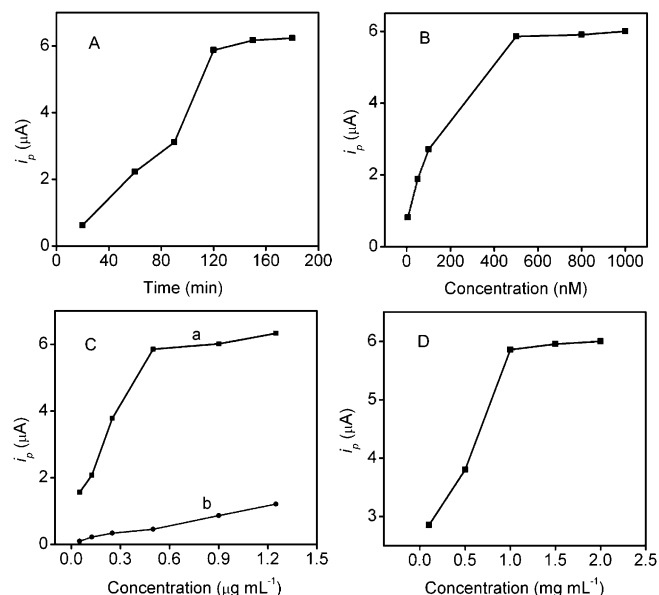 A
6
4
2
0
i_p (μA)
0 40 80 120 160 200
Time (min)
B
6
4
2
0
i_p (μA)
0 200 400 600 800 1000
Concentration (nM)
C
a
b
6
4
2
0
i_p (μA)
0.0 0.3 0.6 0.9 1.2 1.5
Concentration (μg mL⁻¹)
D
6
5
4
3
i_p (μA)
0.0 0.5 1.0 1.5 2.0 2.5
Concentration (mg mL⁻¹)